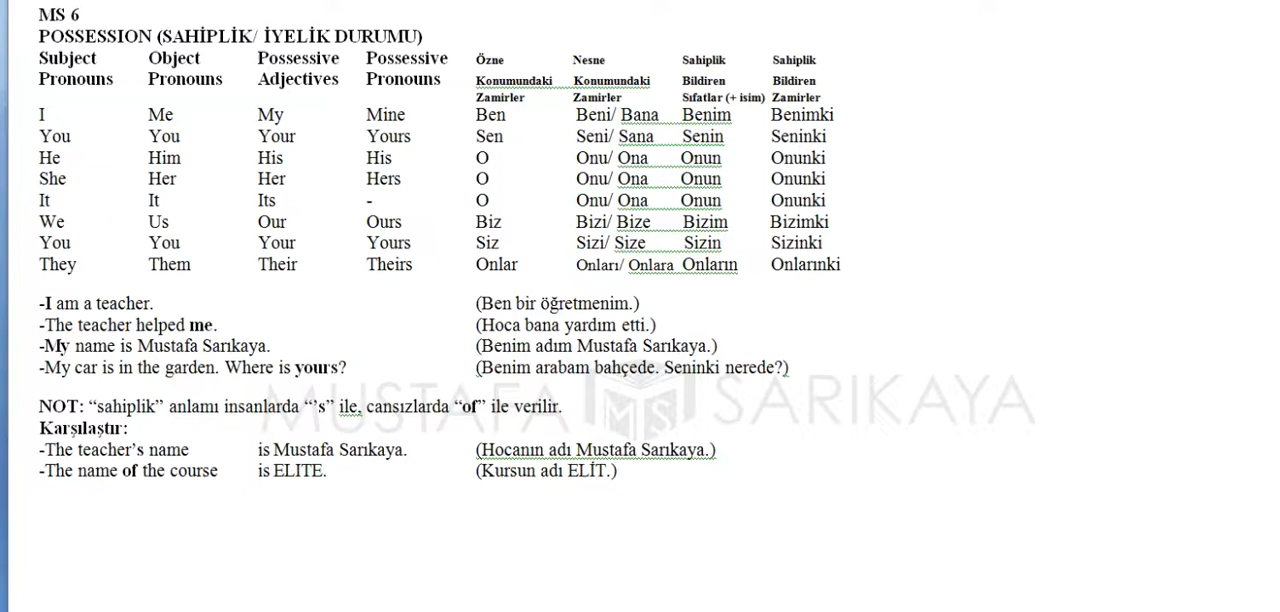 MS 6
POSSESSION (SAHİPLİK/ İYELİK DURUMU)
Subject Object Possessive Possessive Özne Nesne Sahiplik Sahiplik
Pronouns Pronouns Adjectives Pronouns Konumundaki Konumundaki Bildiren Bildiren
Zamirler Zamirler Sıfatlar (+ isim) Zamirler
I Me My Mine Ben Beni/ Bana Benim Benimki
You You Your Yours Sen Seni/ Sana Senin Seninki
He Him His His O Onu/ Ona Onun Onunki
She Her Her Hers O Onu/ Ona Onun Onunki
It It Its - O Onu/ Ona Onun Onunki
We Us Our Ours Biz Bizi/ Bize Bizim Bizimki
You You Your Yours Siz Sizi/ Size Sizin Sizinki
They Them Their Theirs Onlar Onları/ Onlara Onların Onlarınki
-I am a teacher. (Ben bir öğretmenim.)
-The teacher helped me. (Hoca bana yardım etti.)
-My name is Mustafa Sarıkaya. (Benim adım Mustafa Sarıkaya.)
-My car is in the garden. Where is yours? (Benim arabam bahçede. Seninki nerede?)
MUSTAFA MS SARIKAYA
NOT: “sahiplik” anlamı insanlarda “’s” ile, cansızlarda “of” ile verilir.
Karşılaştır:
-The teacher’s name is Mustafa Sarıkaya. (Hocanın adı Mustafa Sarıkaya.)
-The name of the course is ELITE. (Kursun adı ELİT.)